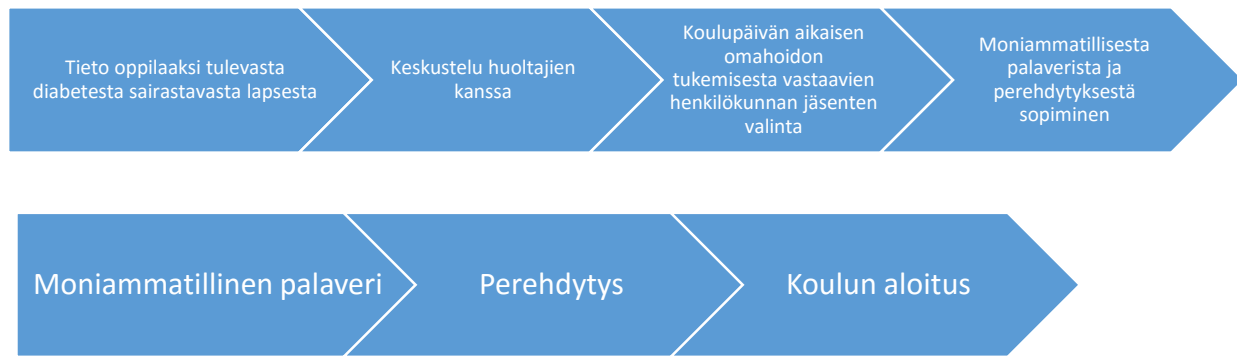 Tieto oppilaaksi tulevasta
diabetesta sairastavasta lapsesta
Keskustelu huoltajien
kanssa
Koulupäivän aikaisen
omahoidon
tukemisesta vastaavien
henkilökunnan jäsenten
valinta
Moniammatillisesta
palaverista ja
perehdytyksestä
sopiminen
Moniammatillinen palaveri
Perehdytys
Koulun aloitus